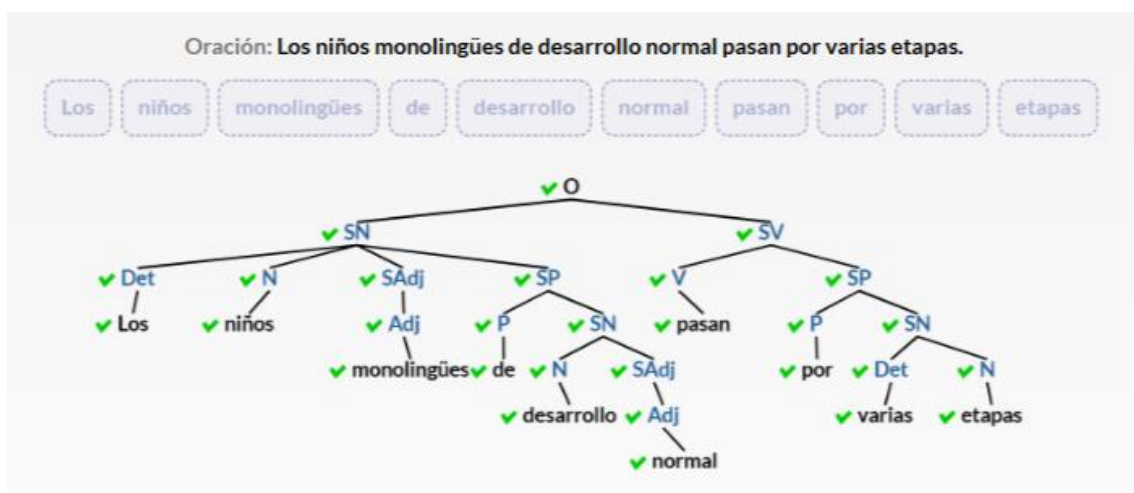 Oración: Los niños monolingües de desarrollo normal pasan por varias etapas.
Los niños monolingües de desarrollo normal pasan por varias etapas
O
SN SV
Det N SAdj SP V SP
Los niños Adj P SN pasan P SN
monolingües de N SAdj por Det N
desarrollo Adj varias etapas
normal